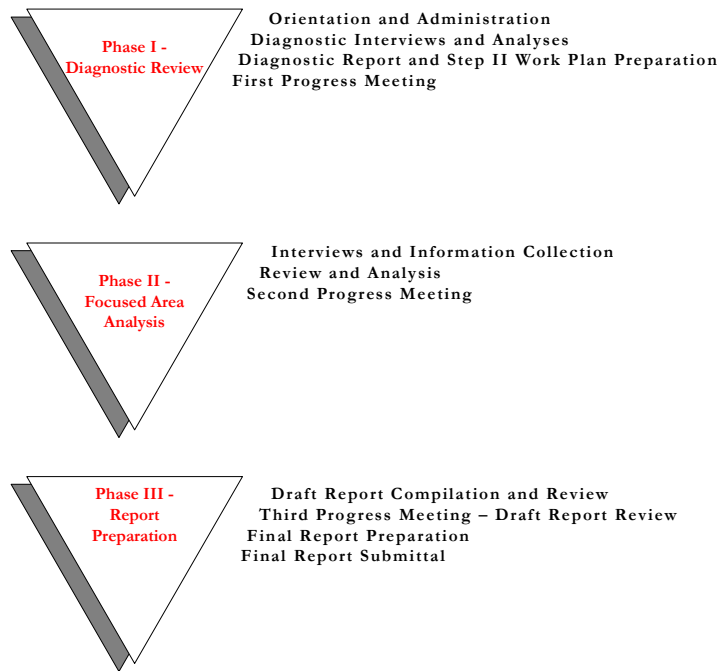 Phase I -
Diagnostic Review
Orientation and Administration
Diagnostic Interviews and Analyses
Diagnostic Report and Step II Work Plan Preparation
First Progress Meeting
Phase II -
Focused Area
Analysis
Interviews and Information Collection
Review and Analysis
Second Progress Meeting
Phase III -
Report
Preparation
Draft Report Compilation and Review
Third Progress Meeting – Draft Report Review
Final Report Preparation
Final Report Submittal